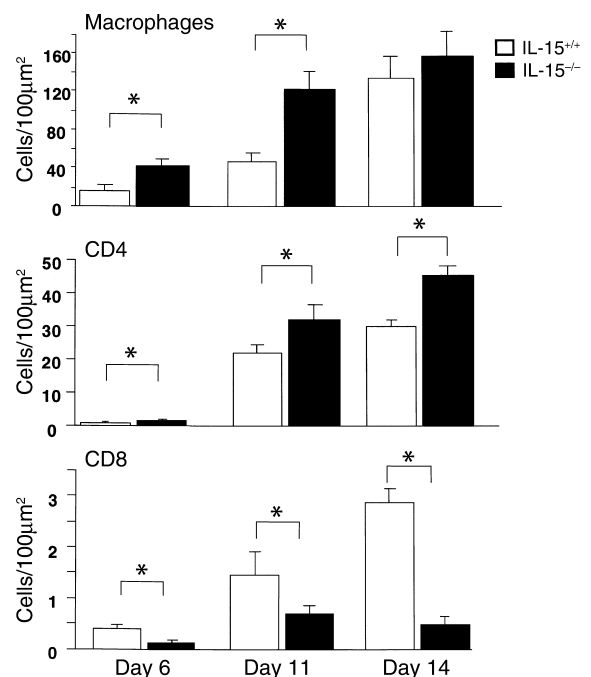 Macrophages
IL-15+/+
IL-15−/−
Cells/100μm2
160
120
80
40
0
*
*
CD4
Cells/100μm2
50
40
30
20
10
0
*
*
*
CD8
Cells/100μm2
3
2
1
0
*
*
*
Day 6 Day 11 Day 14